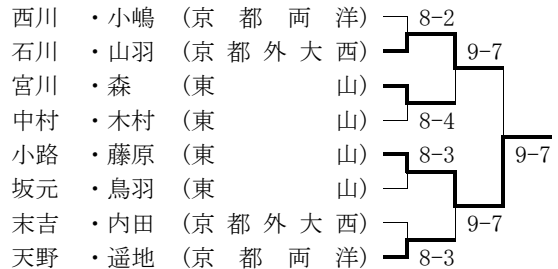 西川 ・小嶋 (京都両洋) 8-2
石川 ・山羽 (京都外大西) 9-7
宮川 ・森 (東山)
中村 ・木村 (東山) 8-4
小路 ・藤原 (東山) 8-3 9-7
坂元 ・鳥羽 (東山)
末吉 ・内田 (京都外大西) 9-7
天野 ・遥地 (京都両洋) 8-3